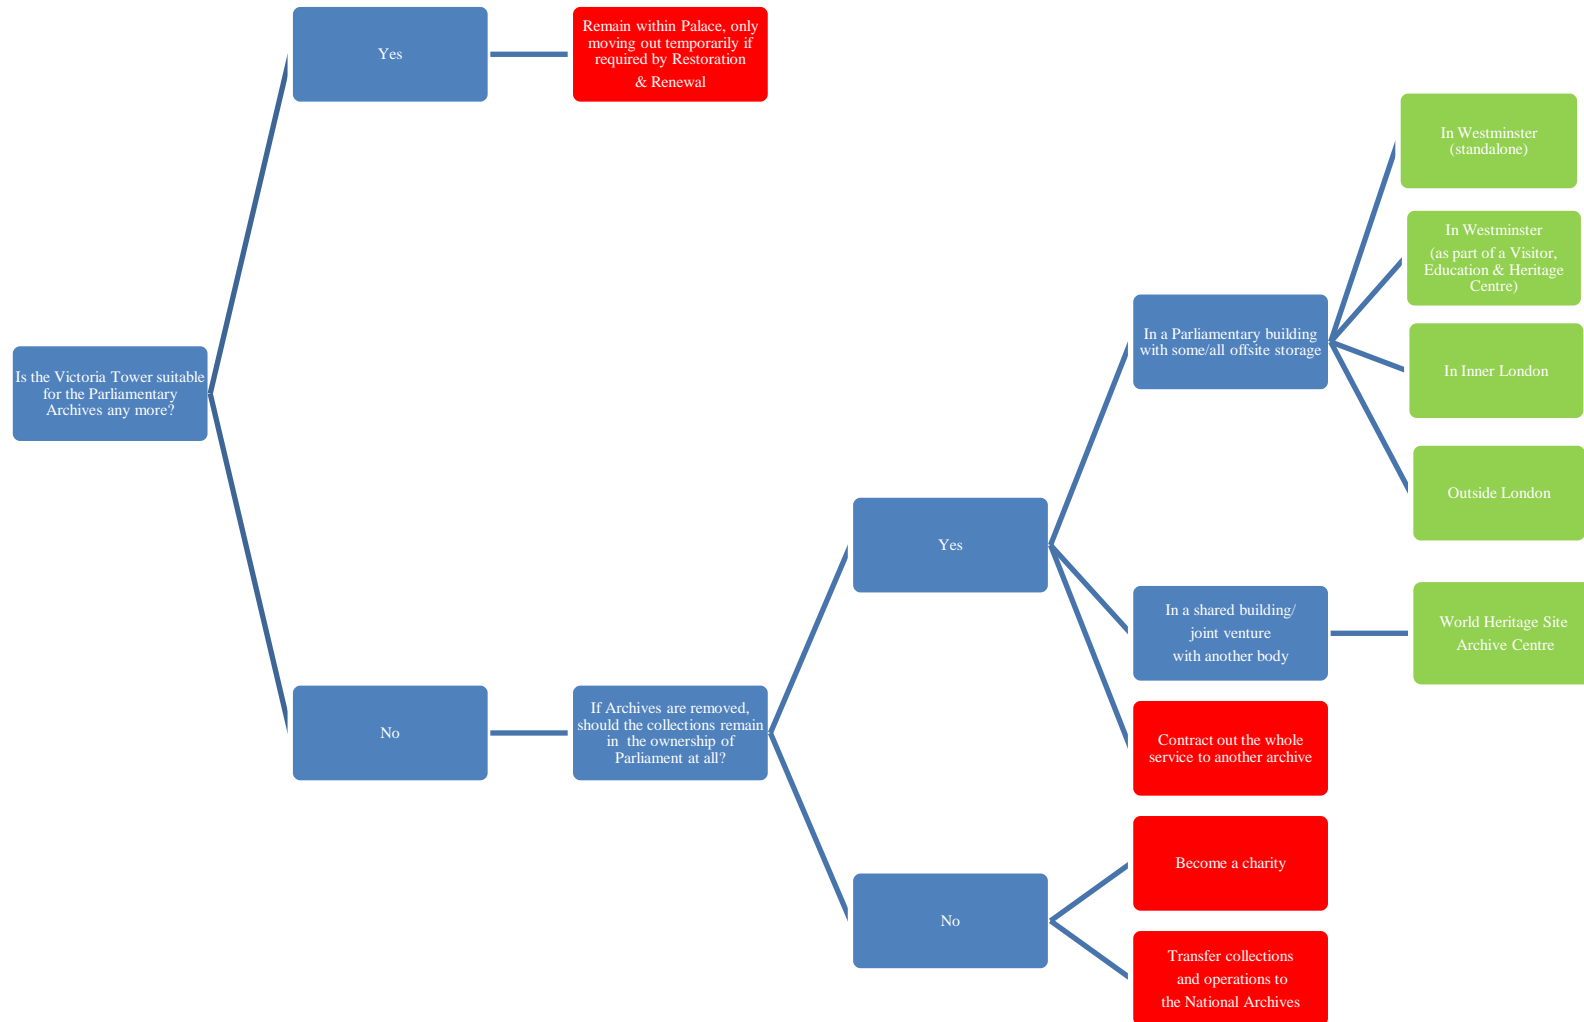 Yes
Remain within Palace, only
moving out temporarily if
required by Restoration
& Renewal
In Westminster
(standalone)
In Westminster
(as part of a Visitor,
Education & Heritage
Centre)
In a Parliamentary building
with some/all offsite storage
In Inner London
Is the Victoria Tower suitable
for the Parliamentary
Archives any more?
Outside London
Yes
In a shared building/
joint venture
with another body
World Heritage Site
Archive Centre
No
If Archives are removed,
should the collections remain
in the ownership of
Parliament at all?
Contract out the whole
service to another archive
Become a charity
No
Transfer collections
and operations to
the National Archives